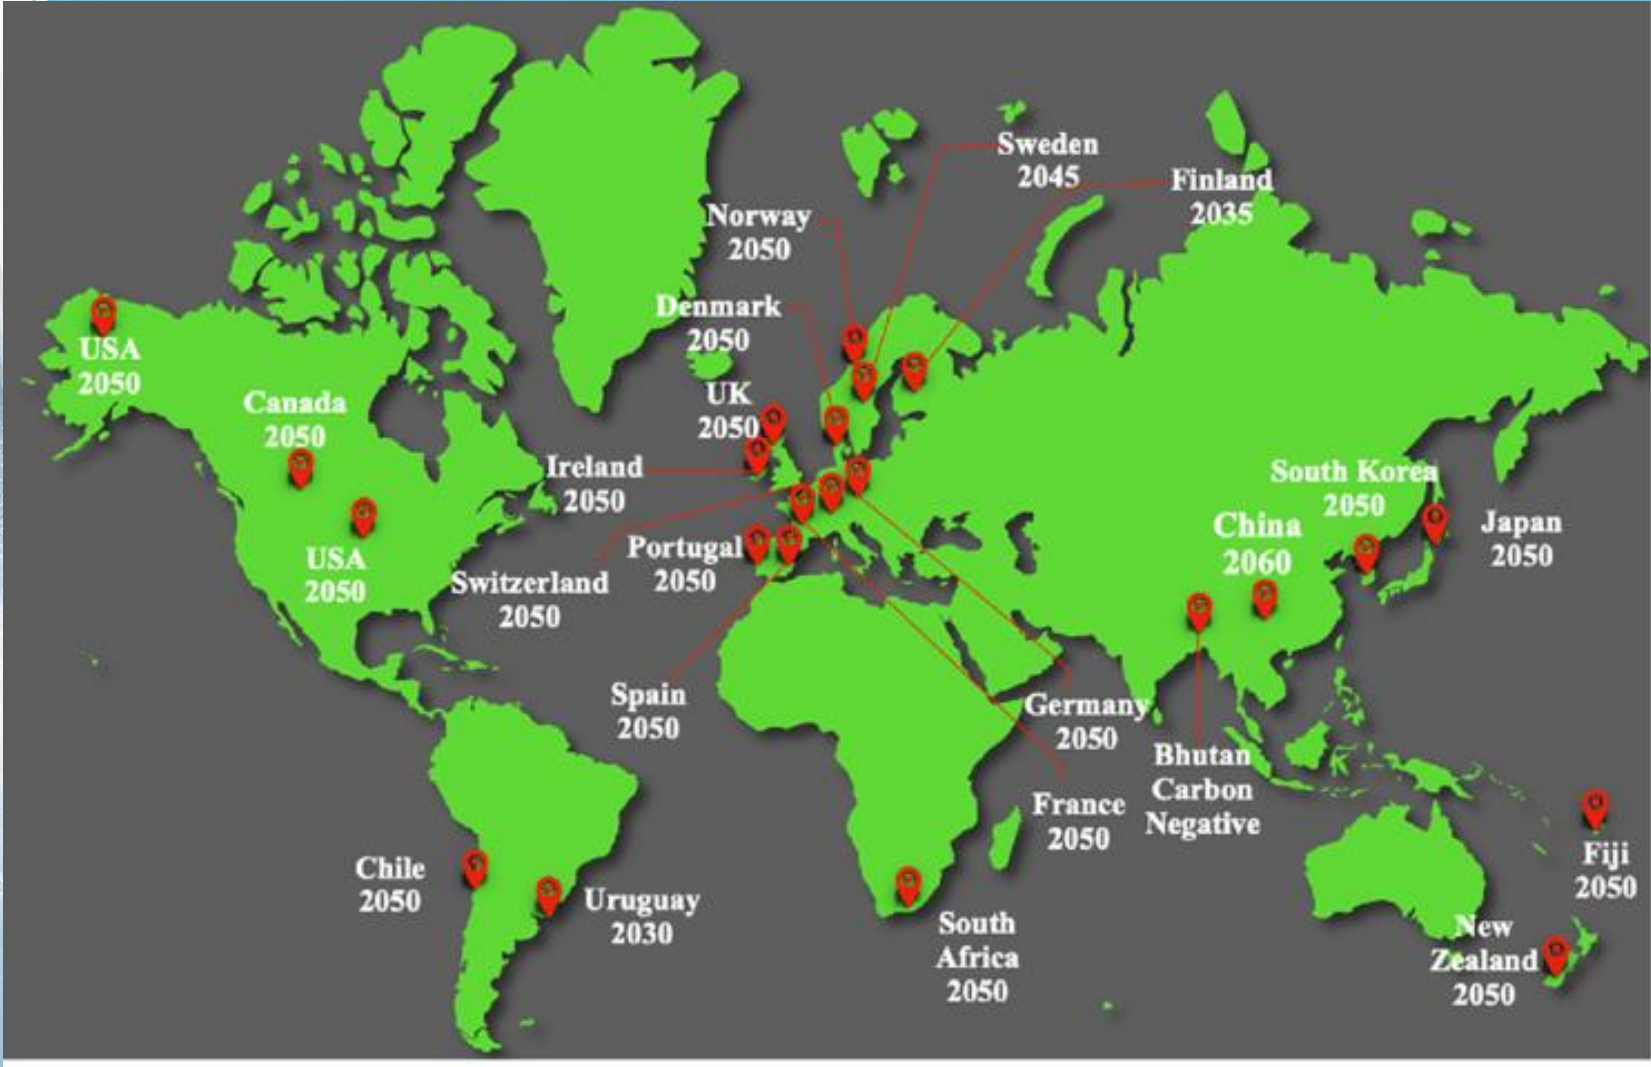 Sweden
2045
Finland
2035
Norway
2050
Denmark
2050
USA
2050
UK
2050
Canada
2050
Ireland
2050
South Korea
2050
China
2060
Japan
2050
USA
2050
Portugal
2050
Switzerland
2050
Spain
2050
Germany
2050
Bhutan
Carbon
Negative
France
2050
Fiji
2050
Chile
2050
Uruguay
2030
South
Africa
2050
New
Zealand
2050